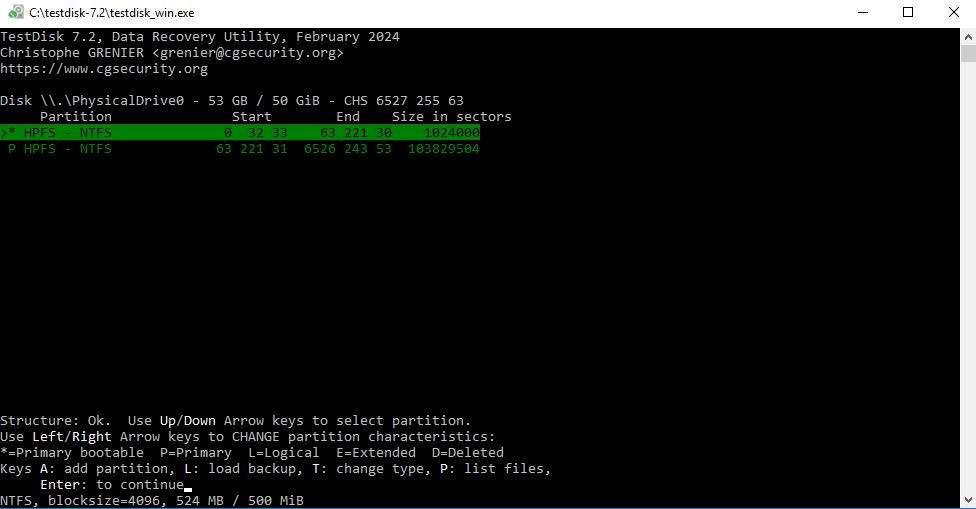 C:\testdisk-7.2\testdisk_win.exe
TestDisk 7.2, Data Recovery Utility, February 2024
Christophe GRENIER <grenier@cgsecurity.org>
https://www.cgsecurity.org
Disk \\.\PhysicalDrive0 - 53 GB / 50 GiB - CHS 6527 255 63
     Partition               Start        End    Size in sectors
>* HPFS - NTFS              0  32 33    63 221 30    1024000
 P HPFS - NTFS             63 221 31  6526 243 53  103829504
Structure: Ok.  Use Up/Down Arrow keys to select partition.
Use Left/Right Arrow keys to CHANGE partition characteristics:
*=Primary bootable  P=Primary  L=Logical  E=Extended  D=Deleted
Keys A: add partition, L: load backup, T: change type, P: list files,
     Enter: to continue
NTFS, blocksize=4096, 524 MB / 500 MiB